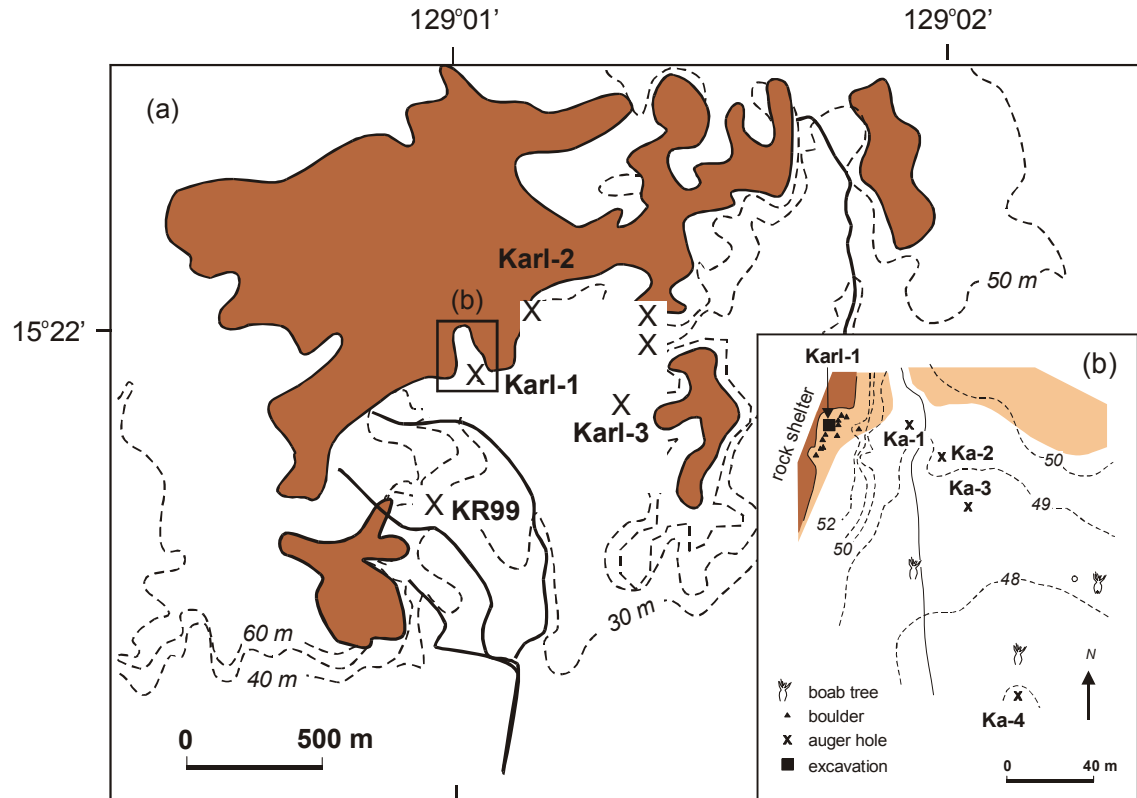 129°01’
129°02’
(a)
Karl-2
(b)
50 m
15°22’
Karl-1
Karl-3
KR99
30 m
60 m
40 m
0 500 m
(b)
Karl-1
rock shelter
Ka-1
Ka-2
50
Ka-3
49
52
50
48
N
boab tree
boulder
Ka-4
x auger hole
excavation
0 40 m
X
X
X
X
X
X
x
x
x
x